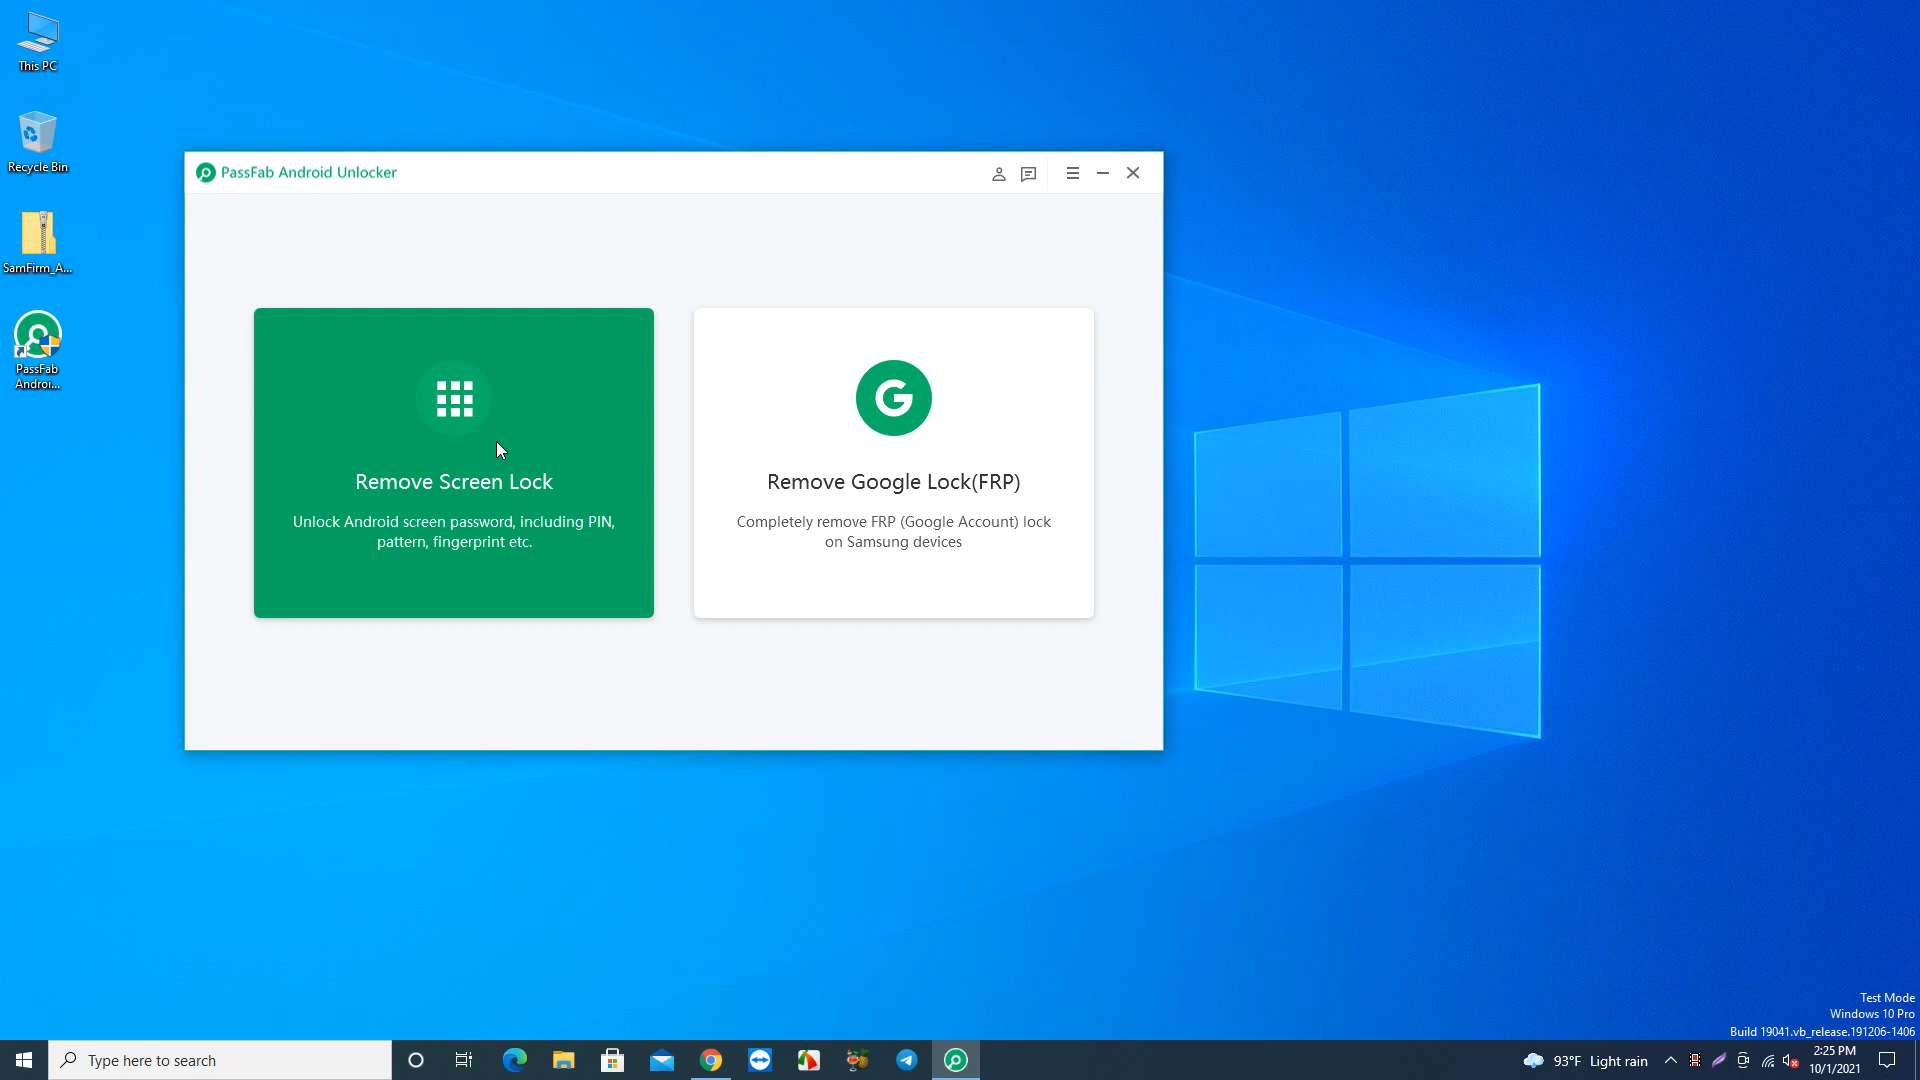 This PC
Recycle Bin
SamFirm_A...
PassFab
Androi...
PassFab Android Unlocker
Remove Screen Lock
Unlock Android screen password, including PIN,
pattern, fingerprint etc.
G
Remove Google Lock(FRP)
Completely remove FRP (Google Account) lock
on Samsung devices
Test Mode
Windows 10 Pro
Build 19041.vb_release.191206-1406
Type here to search
93°F Light rain
2:25 PM
10/1/2021